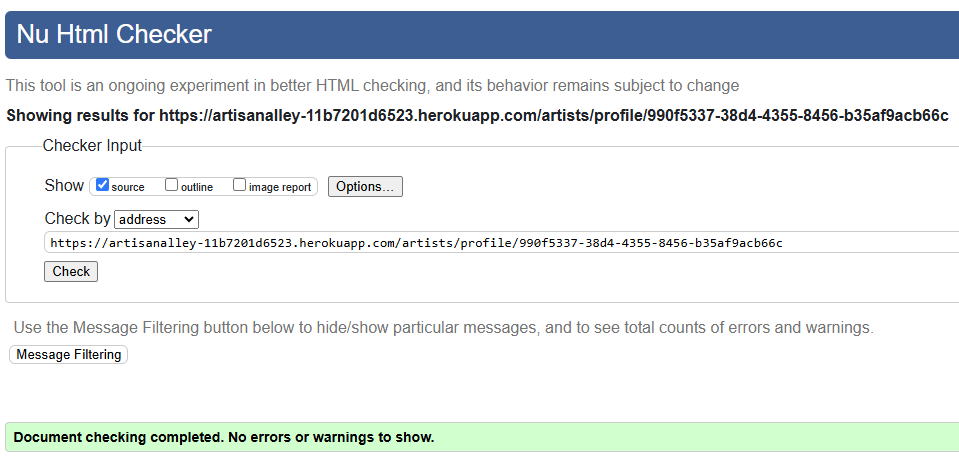 Nu Html Checker
This tool is an ongoing experiment in better HTML checking, and its behavior remains subject to change
Showing results for https://artisanalley-11b7201d6523.herokuapp.com/artists/profile/990f5337-38d4-4355-8456-b35af9acb66c
Checker Input
Show source outline image report Options...
Check by address
https://artisanalley-11b7201d6523.herokuapp.com/artists/profile/990f5337-38d4-4355-8456-b35af9acb66c
Check
Use the Message Filtering button below to hide/show particular messages, and to see total counts of errors and warnings.
Message Filtering
Document checking completed. No errors or warnings to show.